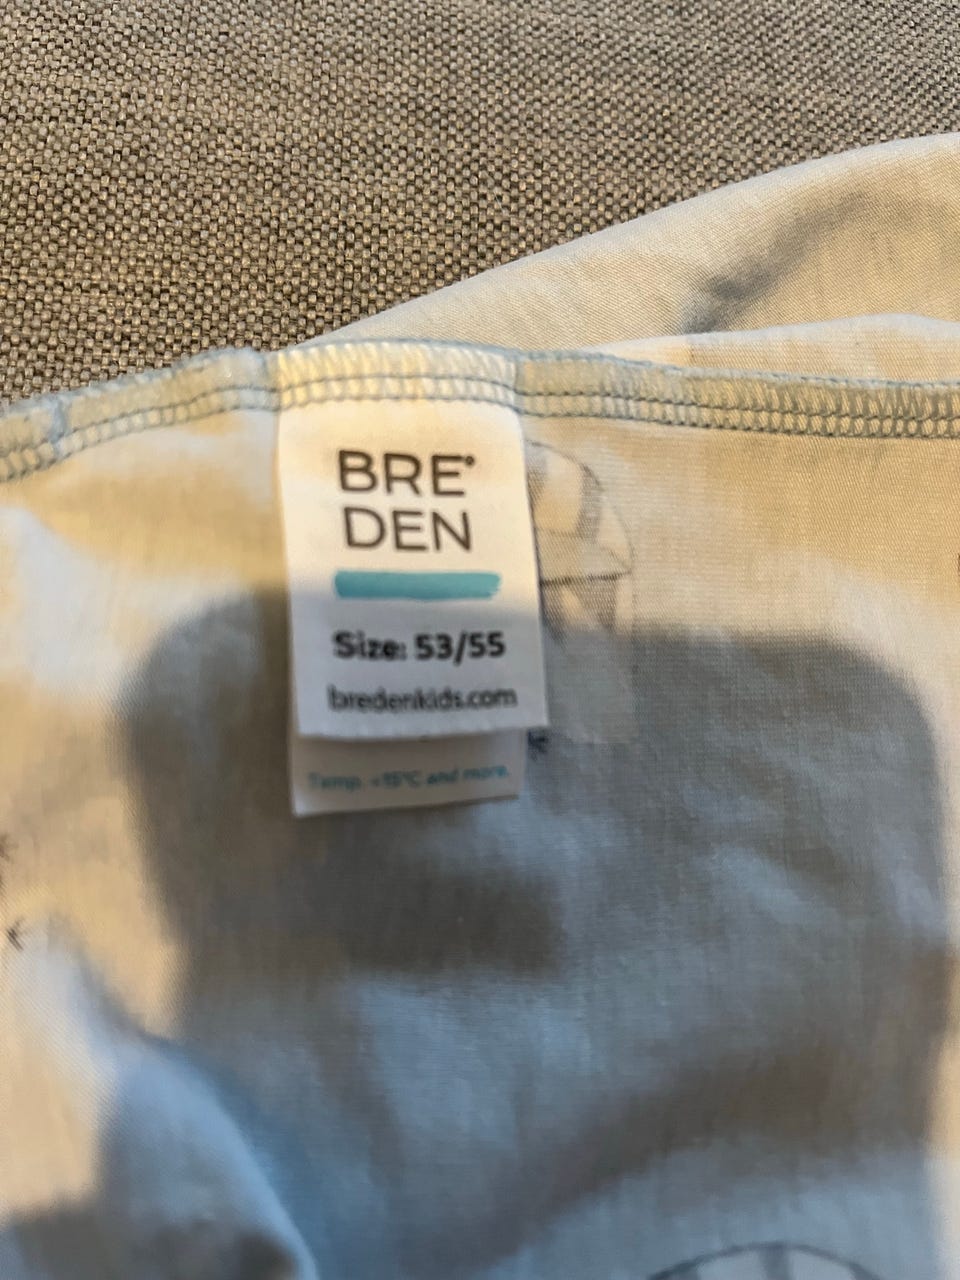 BRE°
DEN
Size: 53/55
bredenkids.com
Temp. +15°C and more.